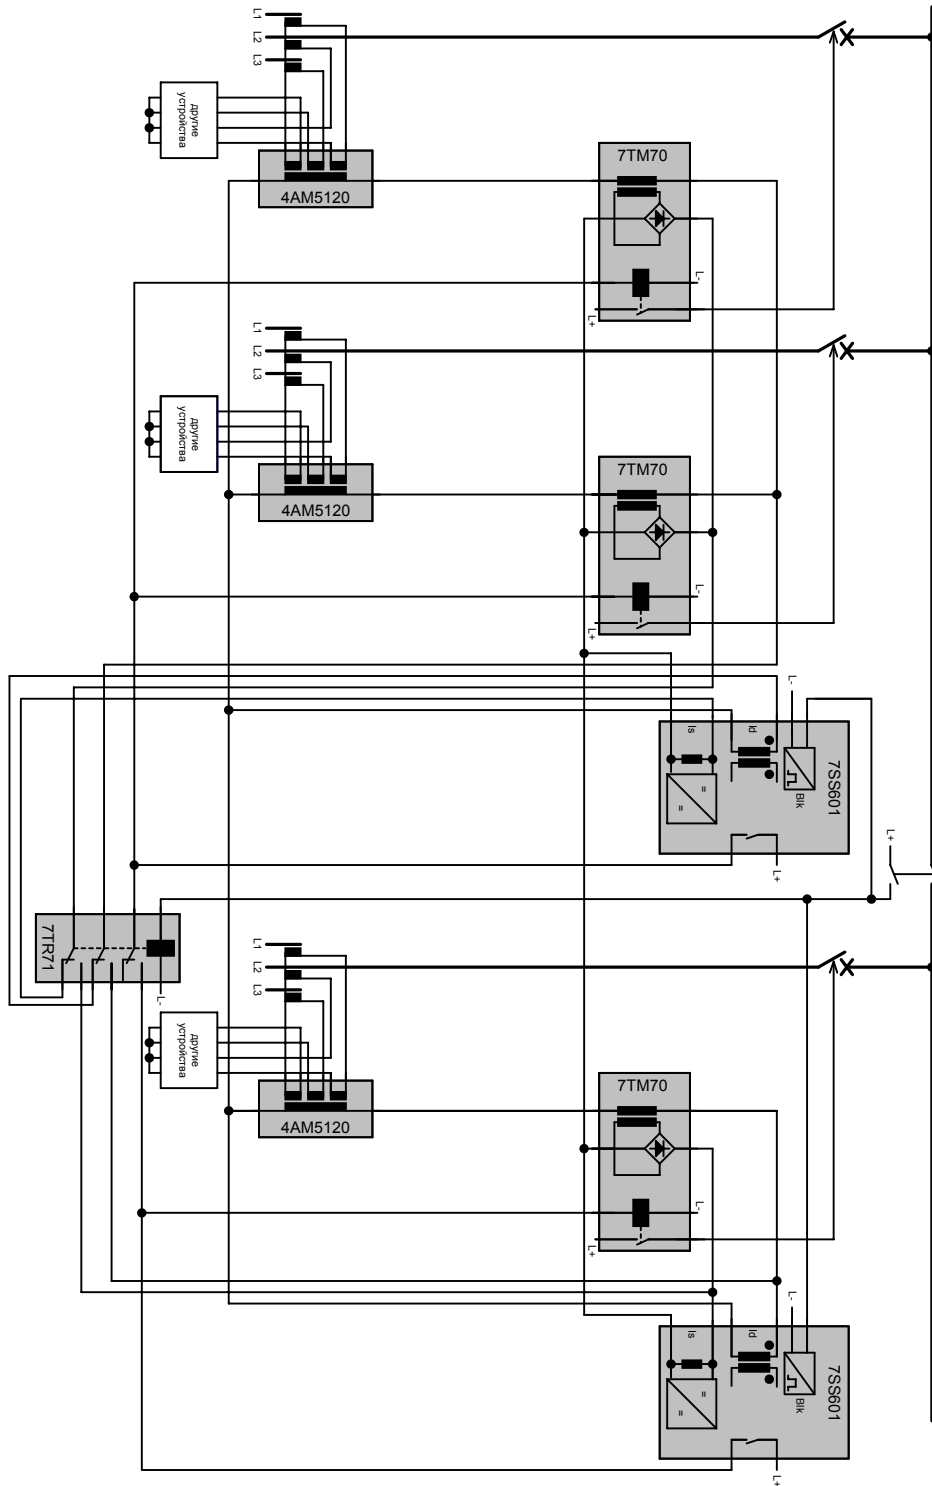 L1
L2
L3
другие
устройства
4AM5120
7TM70
L-
L+
L1
L2
L3
другие
устройства
4AM5120
7TM70
L-
L+
L-
Is
Id
Blk
7SS601
L+
L+
7TR71
L-
L1
L2
L3
другие
устройства
4AM5120
7TM70
L-
L+
L-
Is
Id
Blk
7SS601
L+